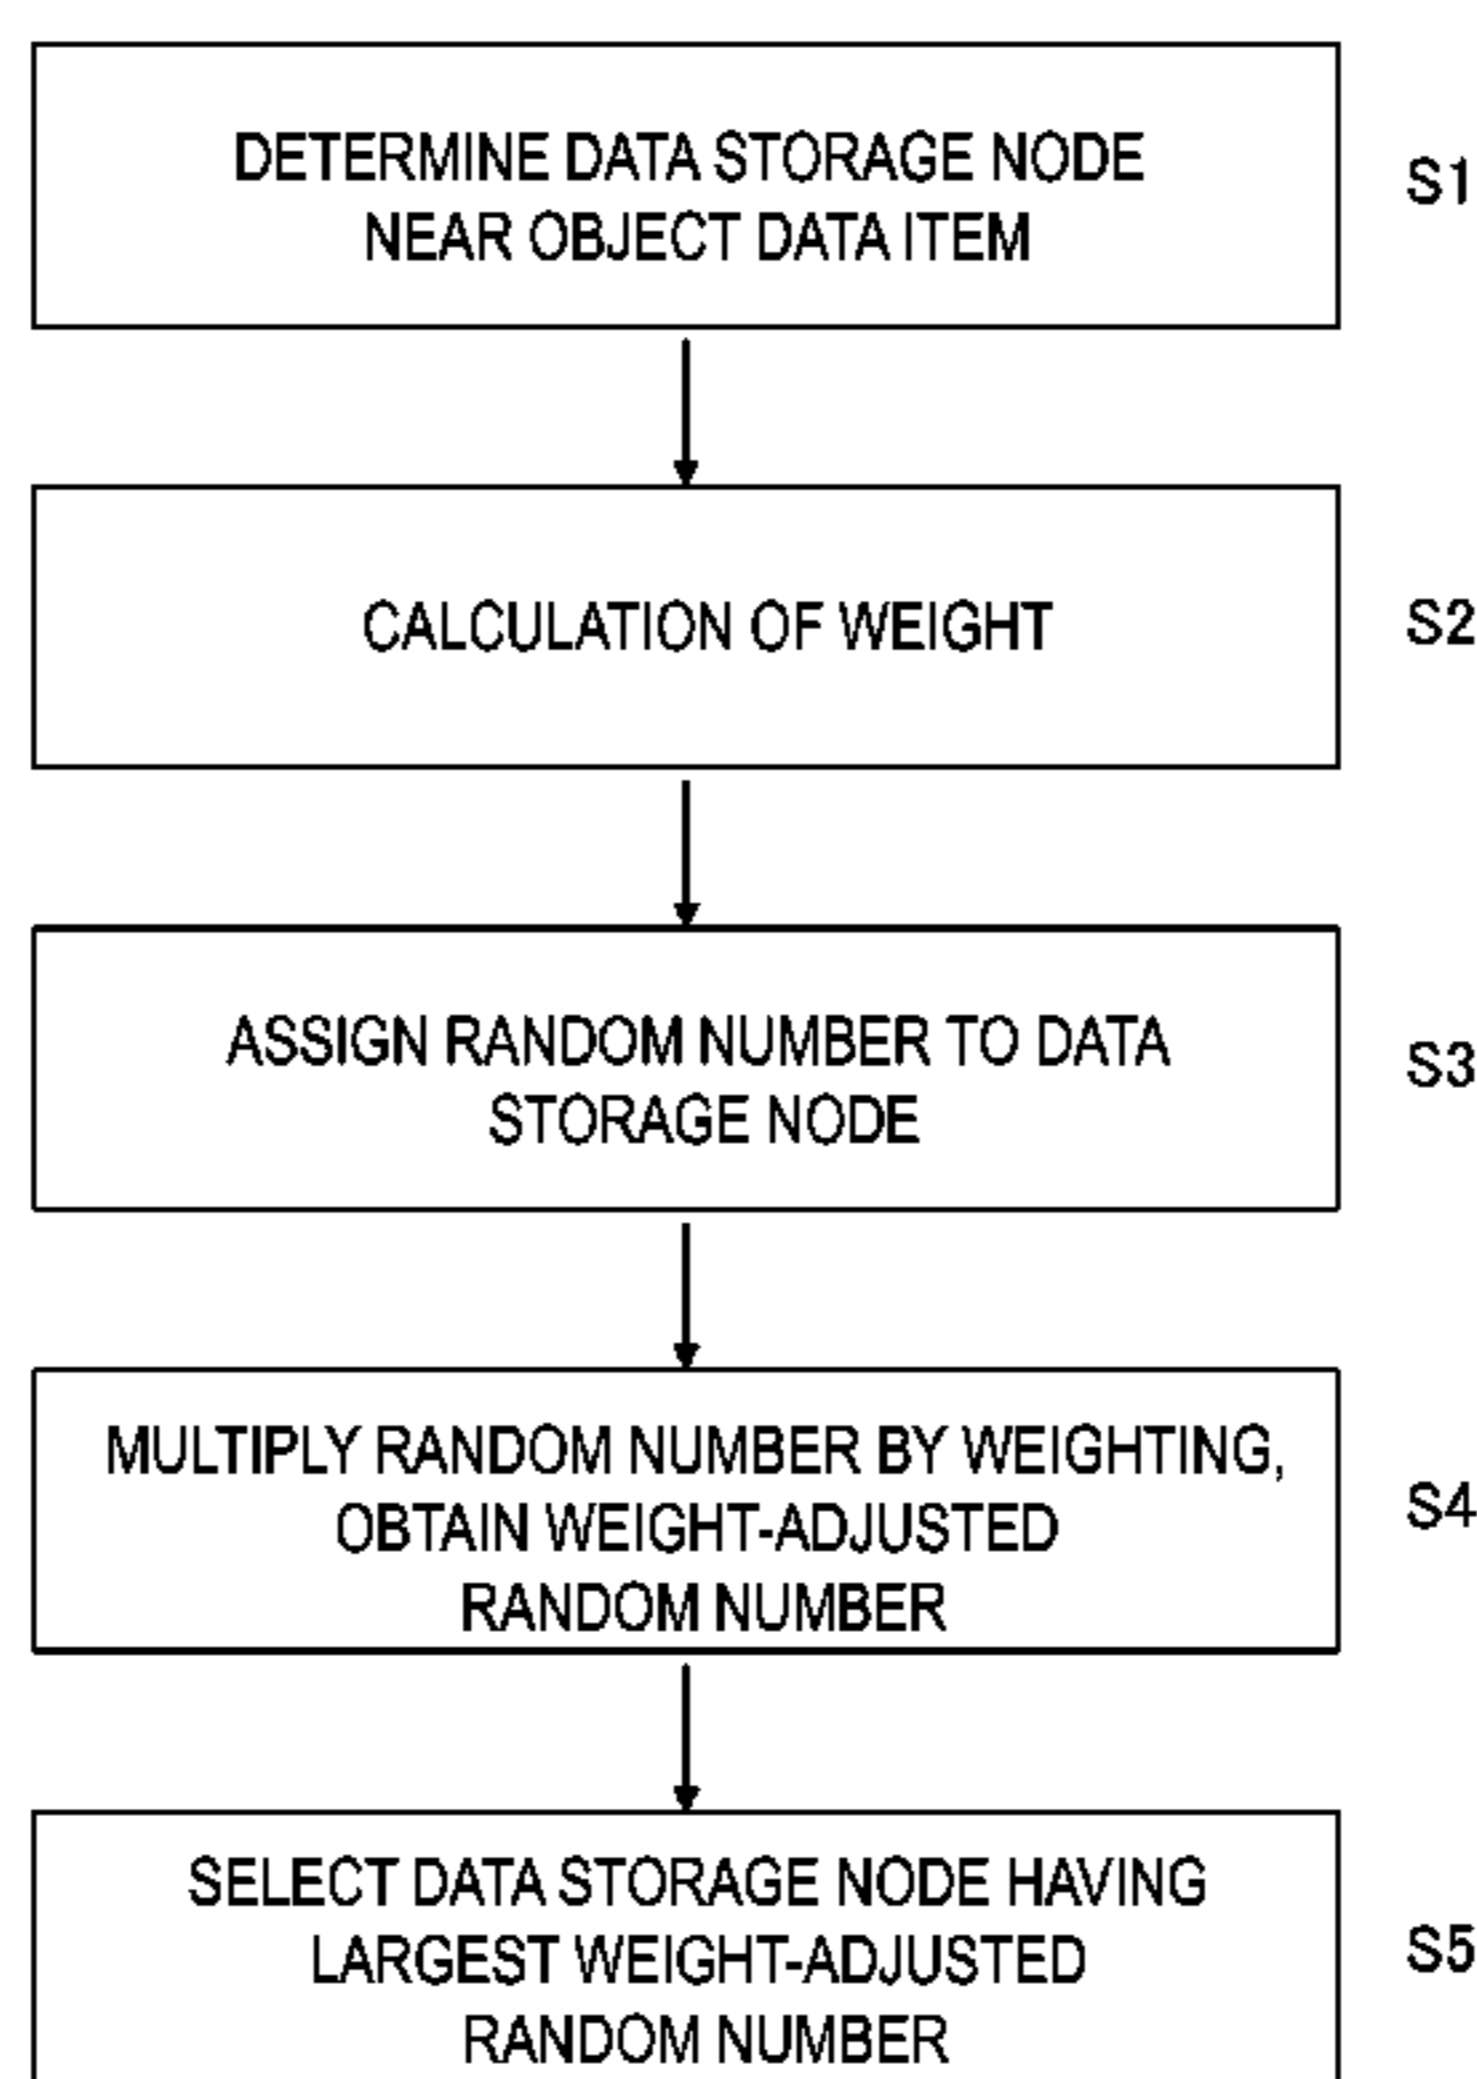 DETERMINE DATA STORAGE NODE
NEAR OBJECT DATA ITEM
S1
CALCULATION OF WEIGHT
S2
ASSIGN RANDOM NUMBER TO DATA
STORAGE NODE
S3
MULTIPLY RANDOM NUMBER BY WEIGHTING,
OBTAIN WEIGHT-ADJUSTED
RANDOM NUMBER
S4
SELECT DATA STORAGE NODE HAVING
LARGEST WEIGHT-ADJUSTED
RANDOM NUMBER
S5